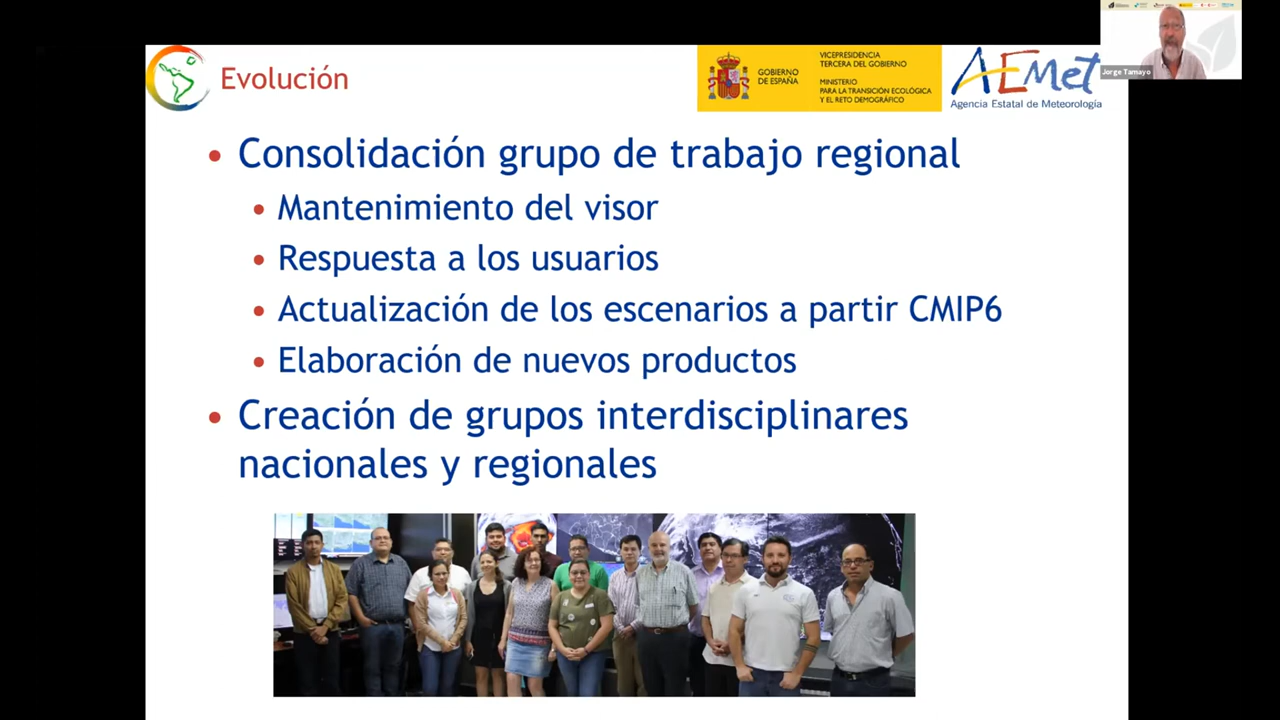 Evolución
GOBIERNO
DE ESPAÑA
VICEPRESIDENCIA
TERCERA DEL GOBIERNO
MINISTERIO
PARA LA TRANSICIÓN ECOLÓGICA
Y EL RETO DEMOGRÁFICO
AEMet
Agencia Estatal de Meteorología
Jorge Tamayo
• Consolidación grupo de trabajo regional
• Mantenimiento del visor
• Respuesta a los usuarios
• Actualización de los escenarios a partir CMIP6
• Elaboración de nuevos productos
• Creación de grupos interdisciplinares
nacionales y regionales